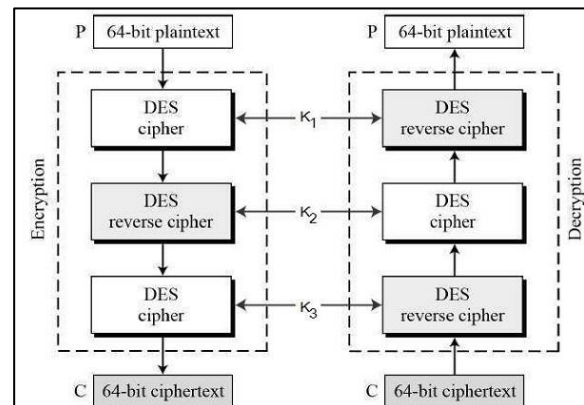 P 64-bit plaintext
P 64-bit plaintext
Encryption
DES
cipher
K1
DES
reverse cipher
DES
reverse cipher
K2
DES
cipher
DES
cipher
K3
DES
reverse cipher
Decryption
C 64-bit ciphertext
C 64-bit ciphertext